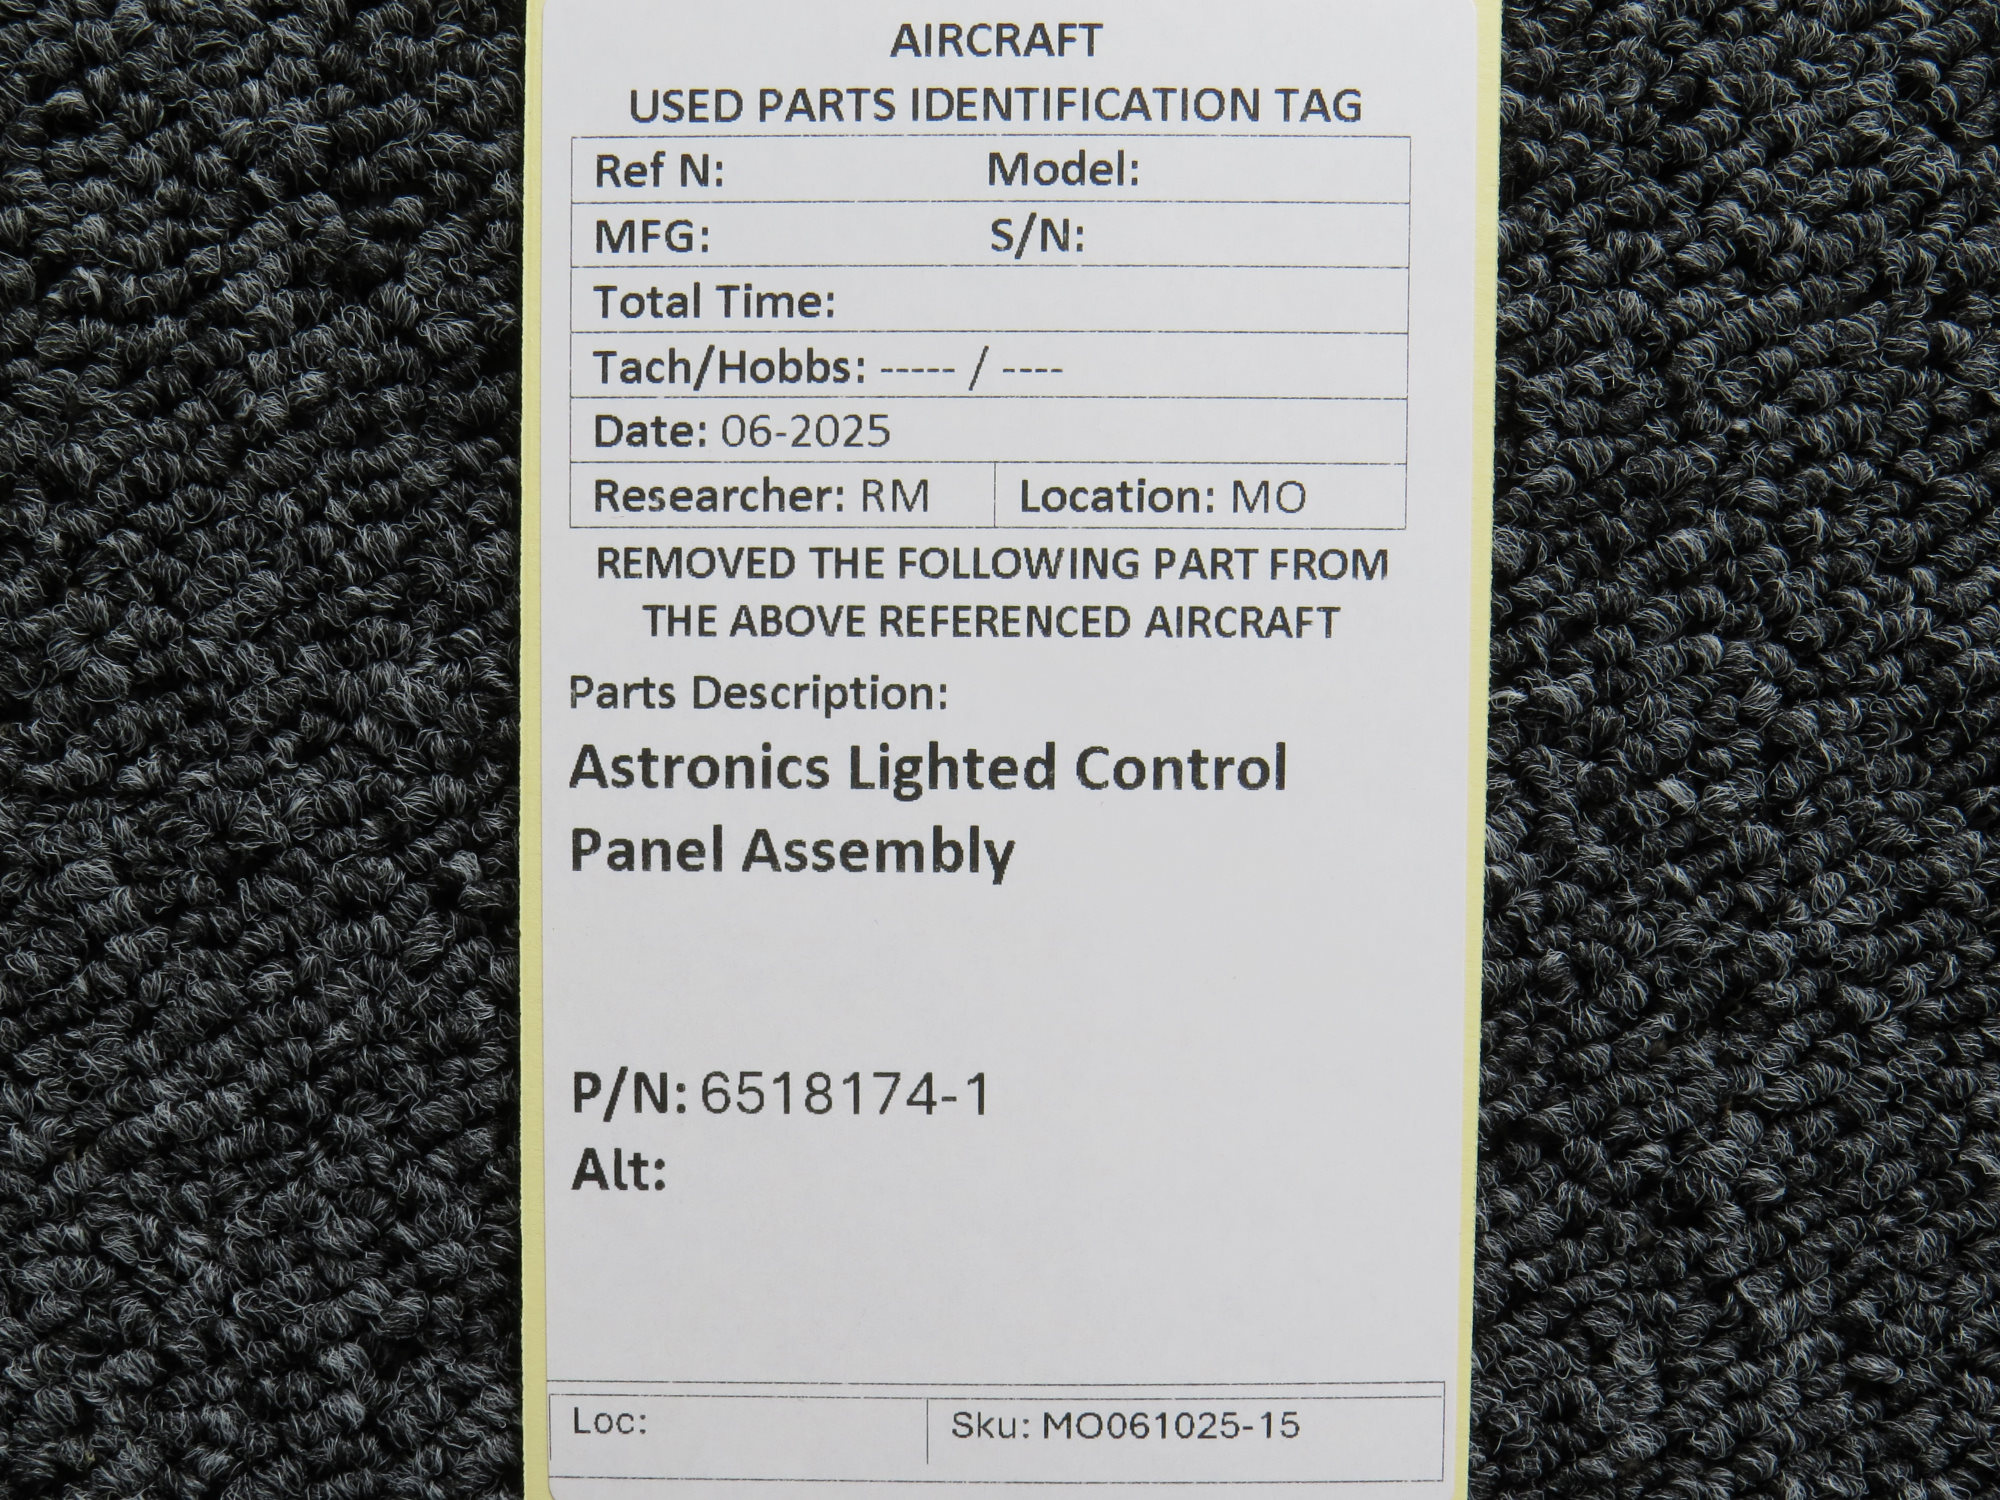 AIRCRAFT
USED PARTS IDENTIFICATION TAG
Ref N: Model:
MFG: S/N:
Total Time:
Tach/Hobbs: ----- / ----
Date: 06-2025
Researcher: RM Location: MO
REMOVED THE FOLLOWING PART FROM
THE ABOVE REFERENCED AIRCRAFT
Parts Description:
Astronics Lighted Control
Panel Assembly
P/N: 6518174-1
Alt:
Loc: Sku: MO061025-15